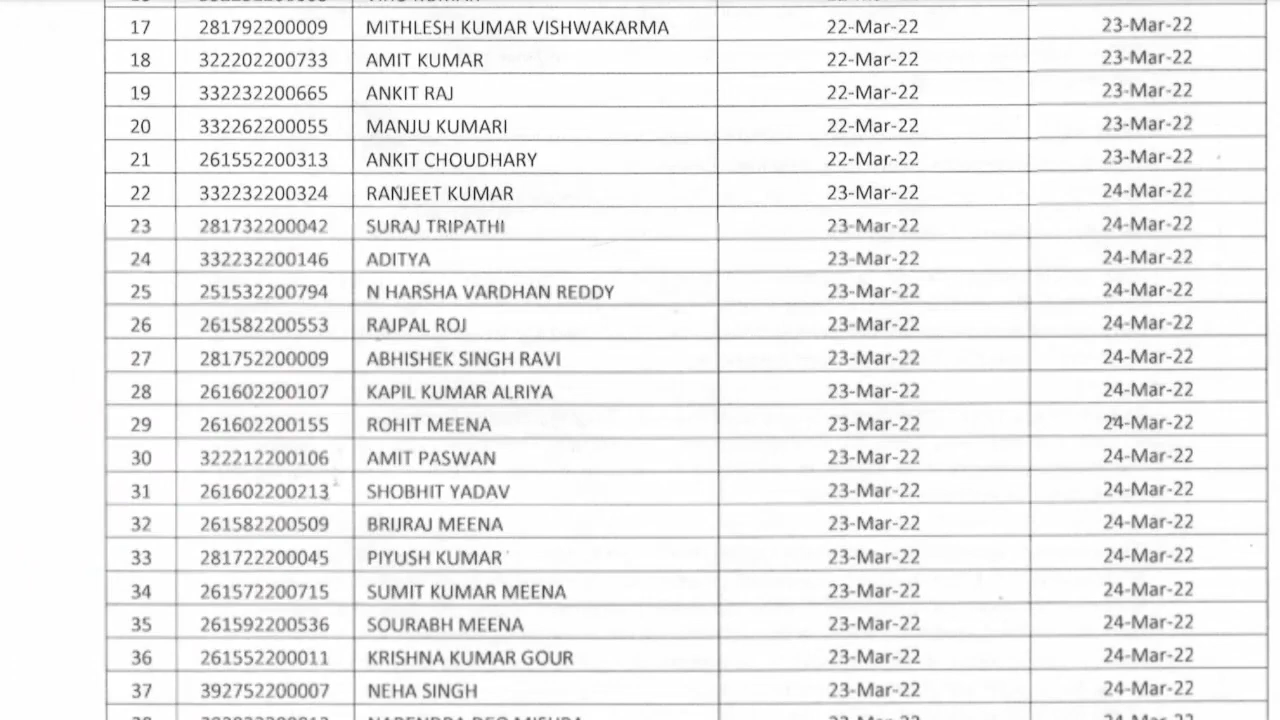 17 281792200009 MITHLESH KUMAR VISHWAKARMA 22-Mar-22 23-Mar-22
18 322202200733 AMIT KUMAR 22-Mar-22 23-Mar-22
19 332232200665 ANKIT RAJ 22-Mar-22 23-Mar-22
20 332262200055 MANJU KUMARI 22-Mar-22 23-Mar-22
21 261552200313 ANKIT CHOUDHARY 22-Mar-22 23-Mar-22
22 332232200324 RANJEET KUMAR 23-Mar-22 24-Mar-22
23 281732200042 SURAJ TRIPATHI 23-Mar-22 24-Mar-22
24 332232200146 ADITYA 23-Mar-22 24-Mar-22
25 251532200794 N HARSHA VARDHAN REDDY 23-Mar-22 24-Mar-22
26 261582200553 RAJPAL ROJ 23-Mar-22 24-Mar-22
27 281752200009 ABHISHEK SINGH RAVI 23-Mar-22 24-Mar-22
28 261602200107 KAPIL KUMAR ALRIYA 23-Mar-22 24-Mar-22
29 261602200155 ROHIT MEENA 23-Mar-22 24-Mar-22
30 322212200106 AMIT PASWAN 23-Mar-22 24-Mar-22
31 261602200213 SHOBHIT YADAV 23-Mar-22 24-Mar-22
32 261582200509 BRIJRAJ MEENA 23-Mar-22 24-Mar-22
33 281722200045 PIYUSH KUMAR 23-Mar-22 24-Mar-22
34 261572200715 SUMIT KUMAR MEENA 23-Mar-22 24-Mar-22
35 261592200536 SOURABH MEENA 23-Mar-22 24-Mar-22
36 261552200011 KRISHNA KUMAR GOUR 23-Mar-22 24-Mar-22
37 392752200007 NEHA SINGH 23-Mar-22 24-Mar-22